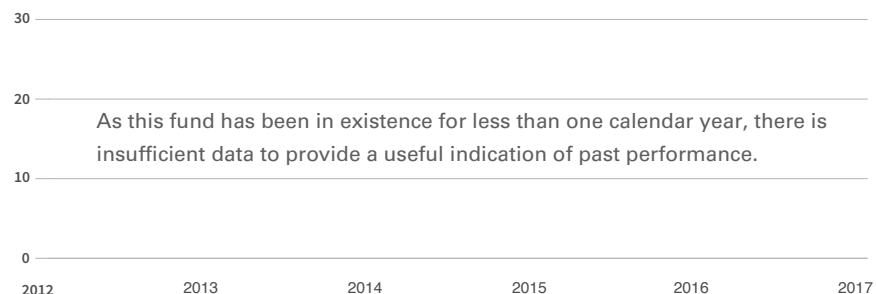 30
20
As this fund has been in existence for less than one calendar year, there is
insufficient data to provide a useful indication of past performance.
10
0
2012 2013 2014 2015 2016 2017